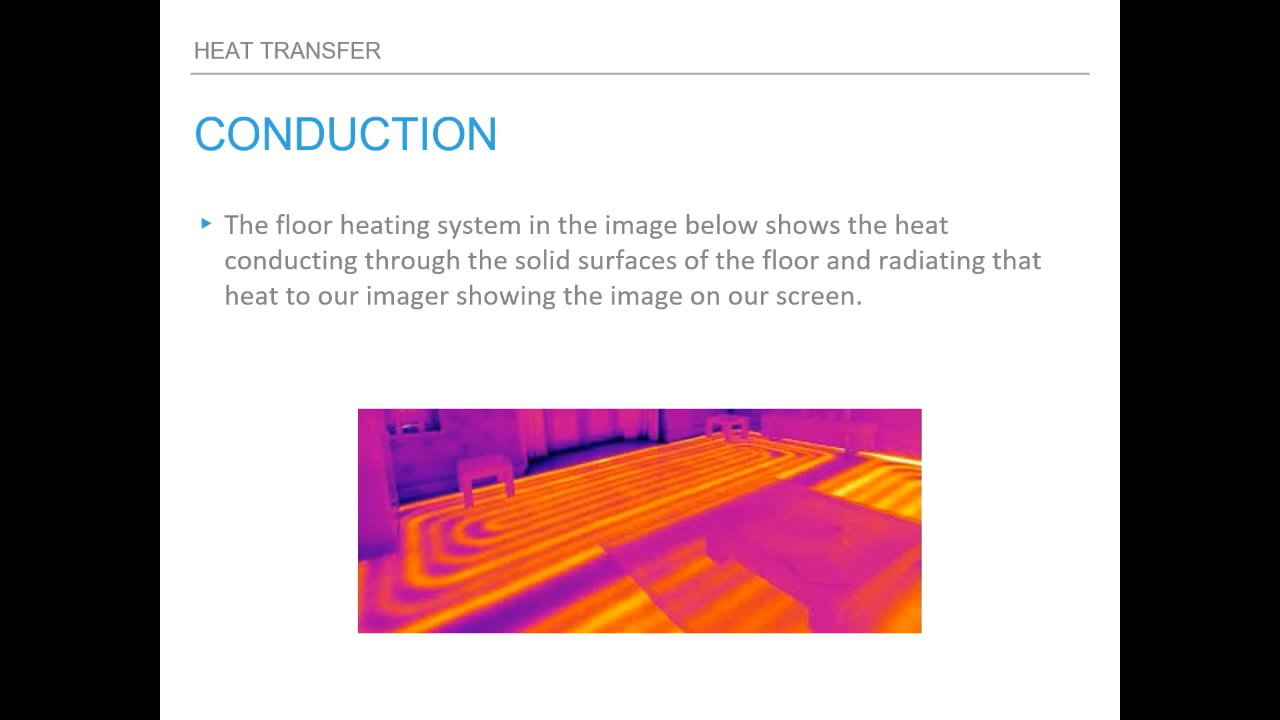 HEAT TRANSFER
CONDUCTION
The floor heating system in the image below shows the heat
conducting through the solid surfaces of the floor and radiating that
heat to our imager showing the image on our screen.